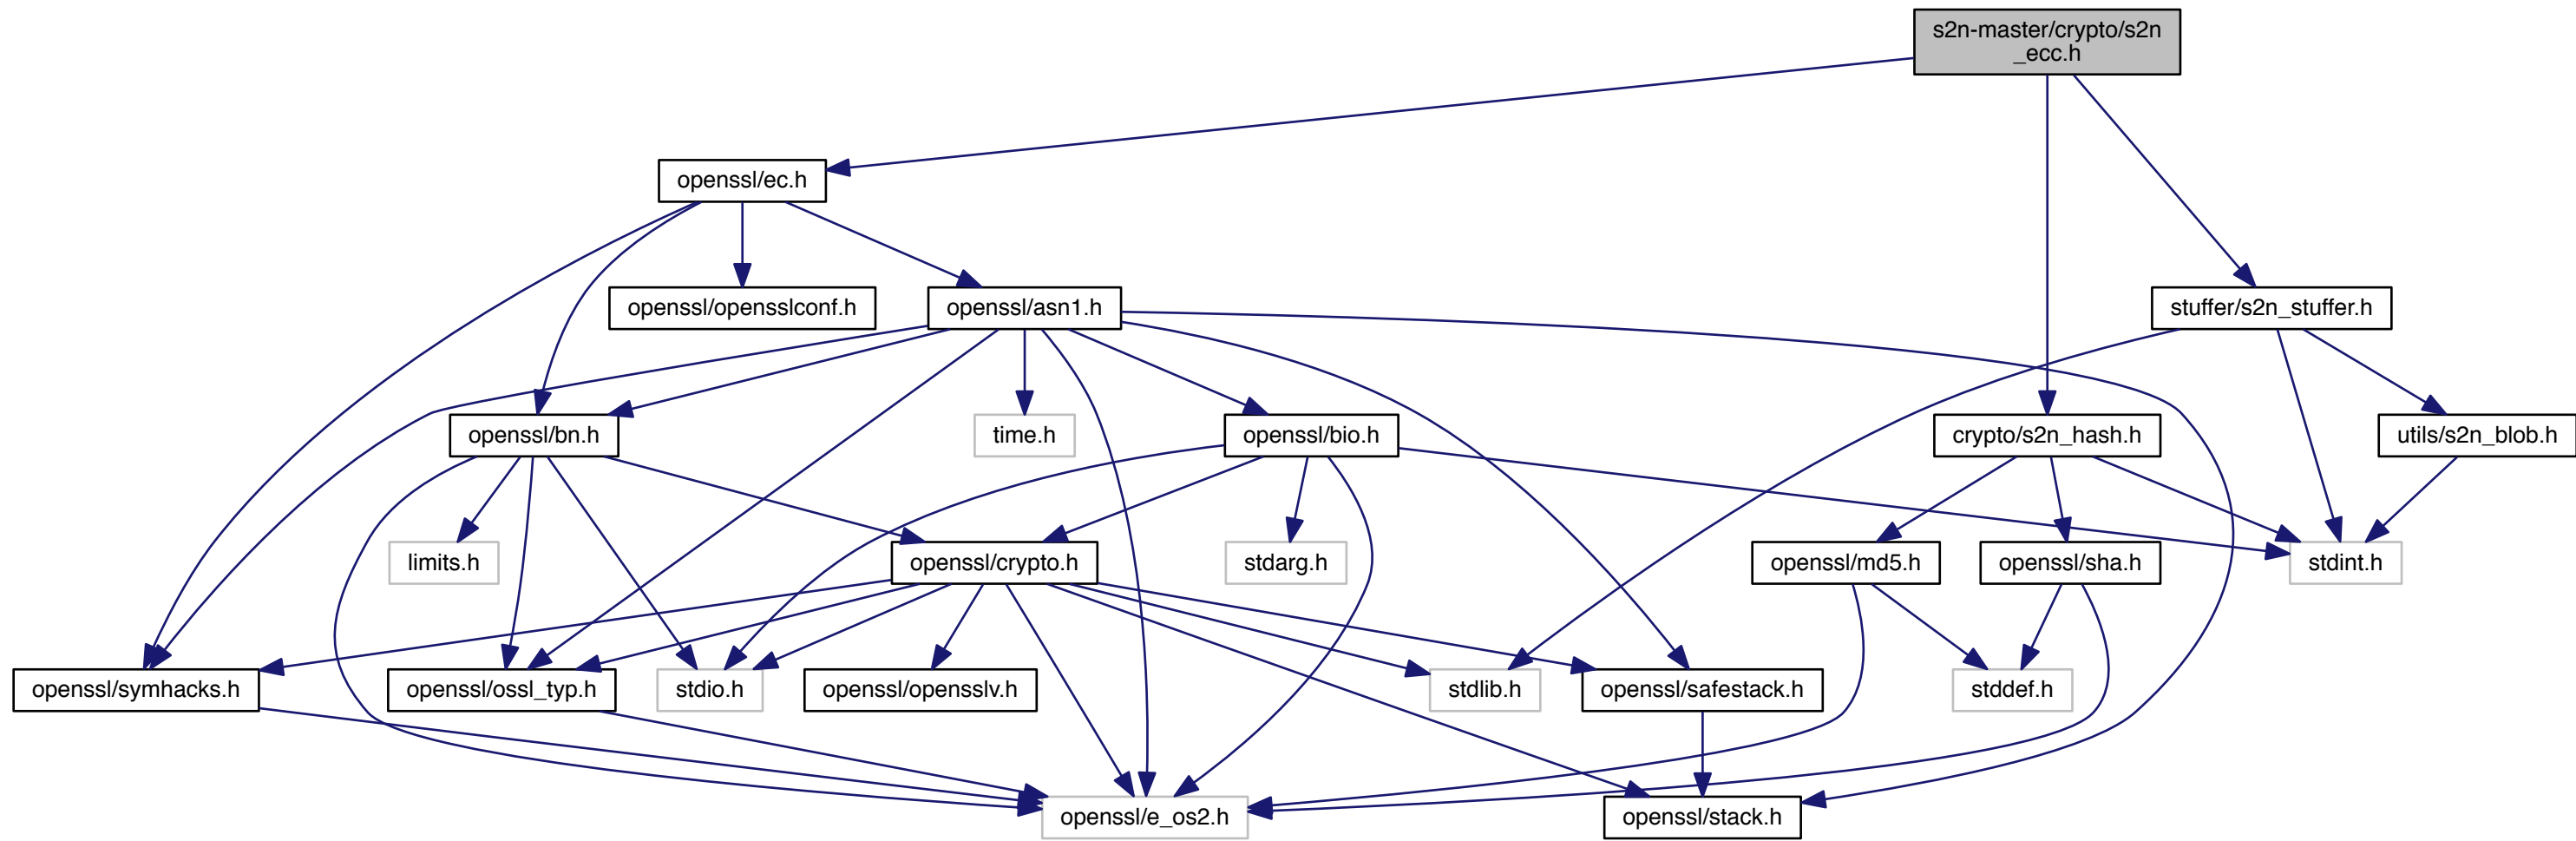 s2n-master/crypto/s2n
_ecc.h
openssl/ec.h
openssl/opensslconf.h
openssl/asn1.h
stuffer/s2n_stuffer.h
openssl/bn.h
time.h
openssl/bio.h
crypto/s2n_hash.h
utils/s2n_blob.h
limits.h
openssl/crypto.h
stdarg.h
openssl/md5.h
openssl/sha.h
stdint.h
openssl/symhacks.h
openssl/ossl_typ.h
stdio.h
openssl/opensslv.h
stdlib.h
openssl/safestack.h
stddef.h
openssl/e_os2.h
openssl/stack.h